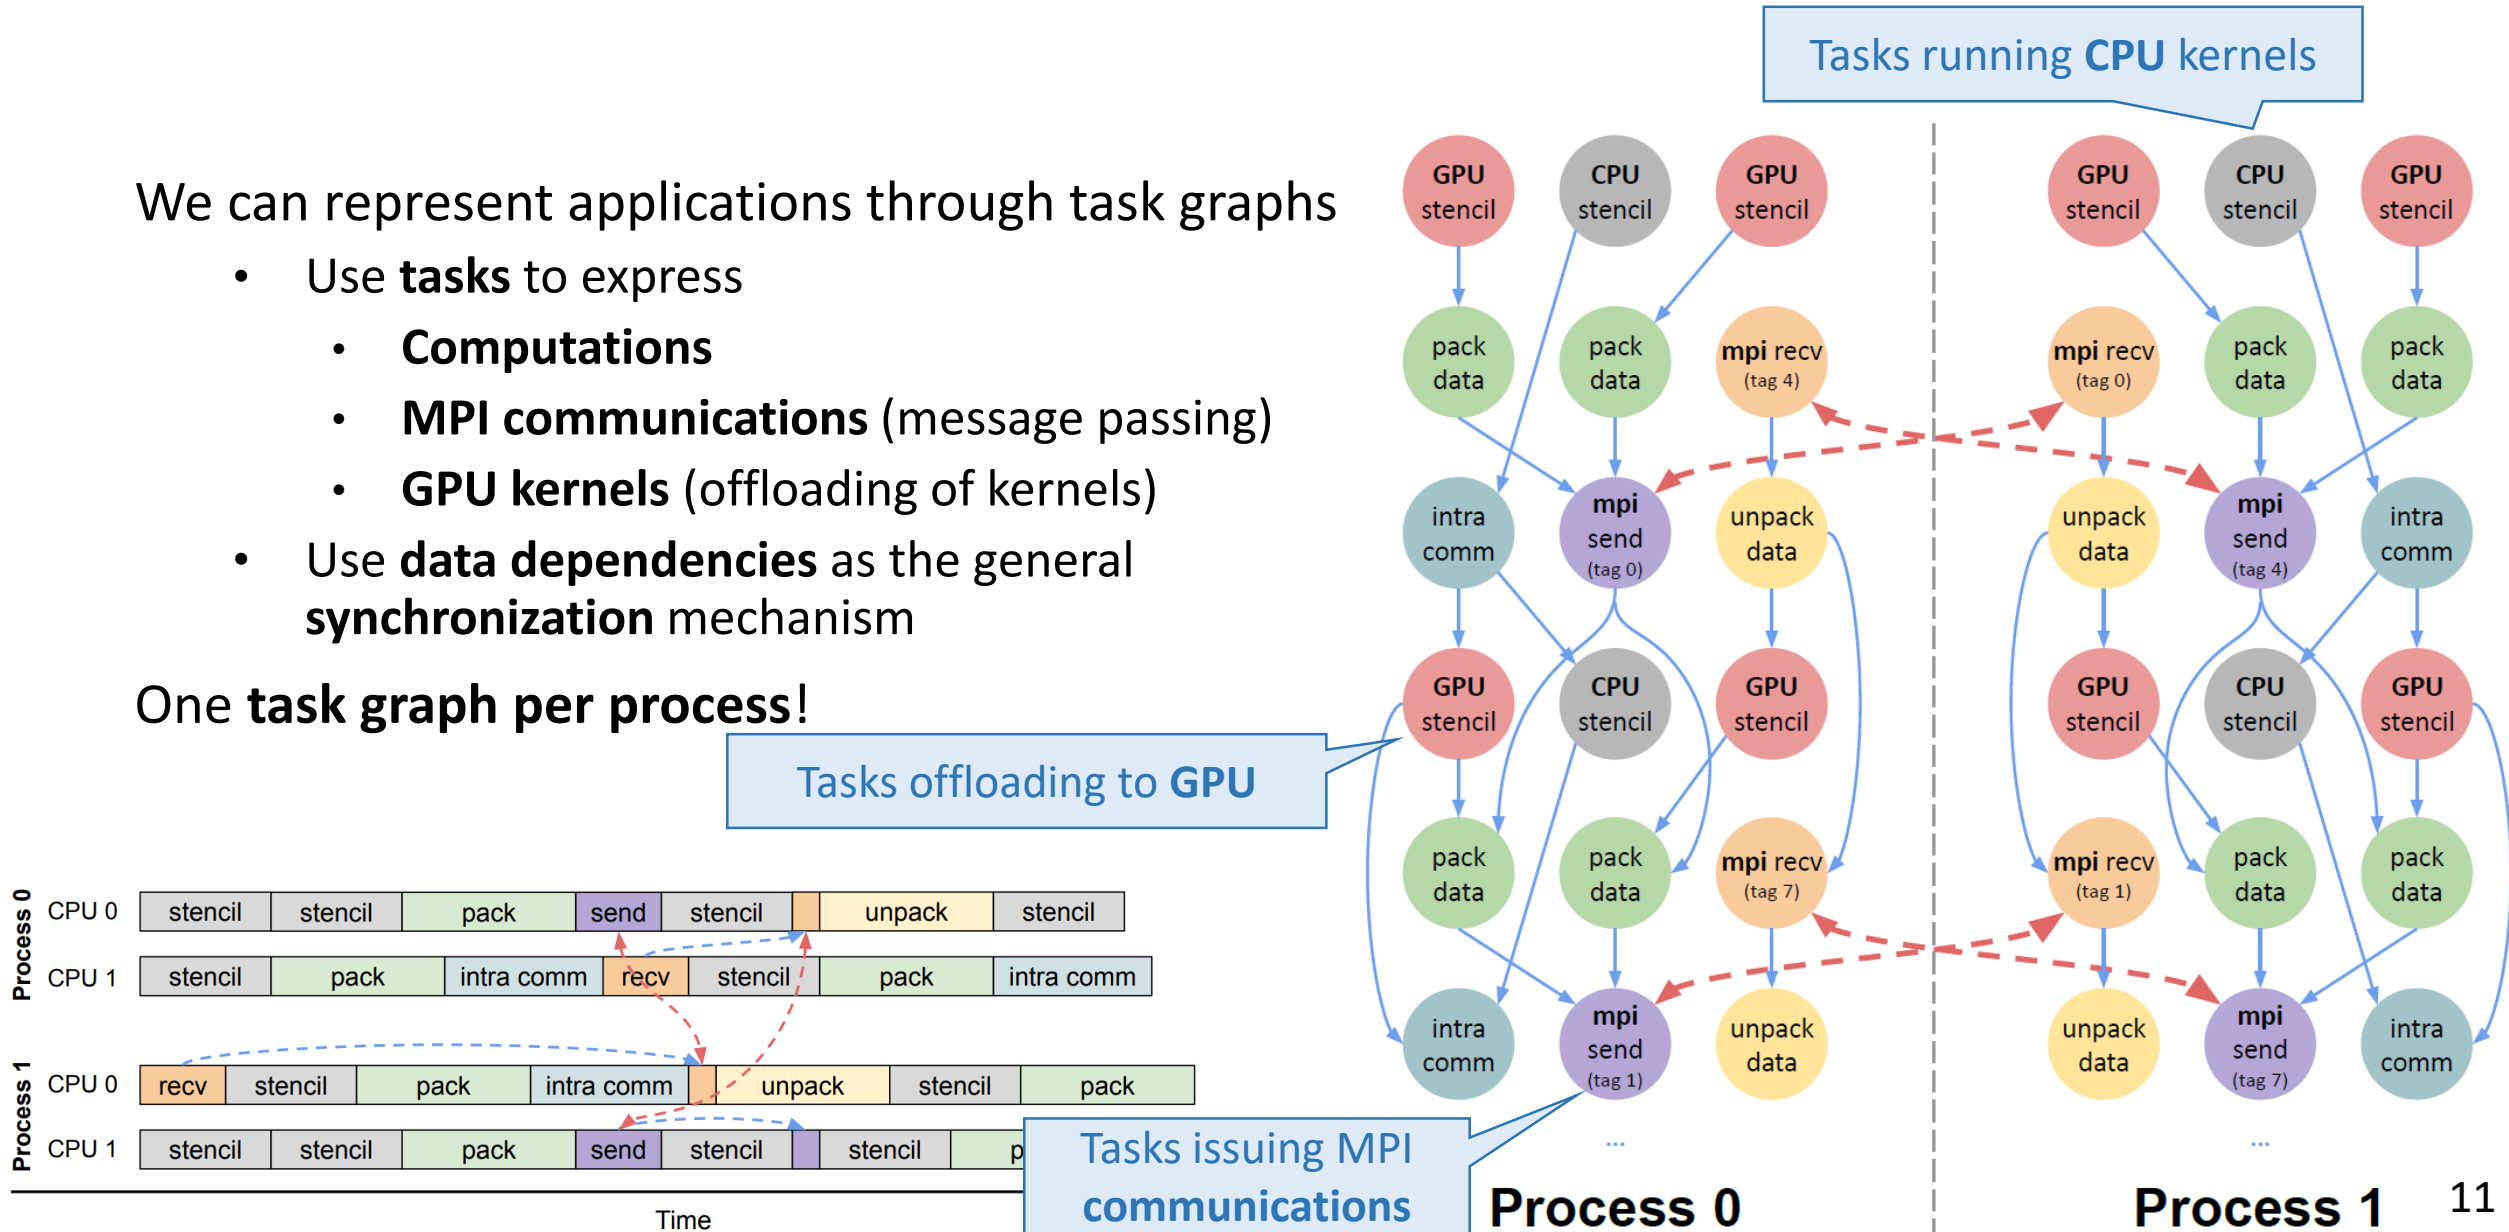 Tasks running CPU kernels
We can represent applications through task graphs
• Use tasks to express
• Computations
• MPI communications (message passing)
• GPU kernels (offloading of kernels)
• Use data dependencies as the general
synchronization mechanism
One task graph per process!
Tasks offloading to GPU
Process 0
CPU 0
stencil
stencil
pack
send
stencil
unpack
stencil
CPU 1
stencil
pack
intra comm
recv
stencil
pack
intra comm
Process 1
CPU 0
recv
stencil
pack
intra comm
unpack
stencil
pack
CPU 1
stencil
stencil
pack
send
stencil
stencil
p
Time
Tasks issuing MPI
communications
GPU
stencil
CPU
stencil
GPU
stencil
pack
data
pack
data
mpi recv
(tag 4)
intra
comm
mpi
send
(tag 0)
unpack
data
GPU
stencil
CPU
stencil
GPU
stencil
pack
data
pack
data
mpi recv
(tag 7)
intra
comm
mpi
send
(tag 1)
unpack
data
...
Process 0
GPU
stencil
CPU
stencil
GPU
stencil
mpi recv
(tag 0)
pack
data
pack
data
unpack
data
mpi
send
(tag 4)
intra
comm
GPU
stencil
CPU
stencil
GPU
stencil
mpi recv
(tag 1)
pack
data
pack
data
unpack
data
mpi
send
(tag 7)
intra
comm
...
Process 1
11